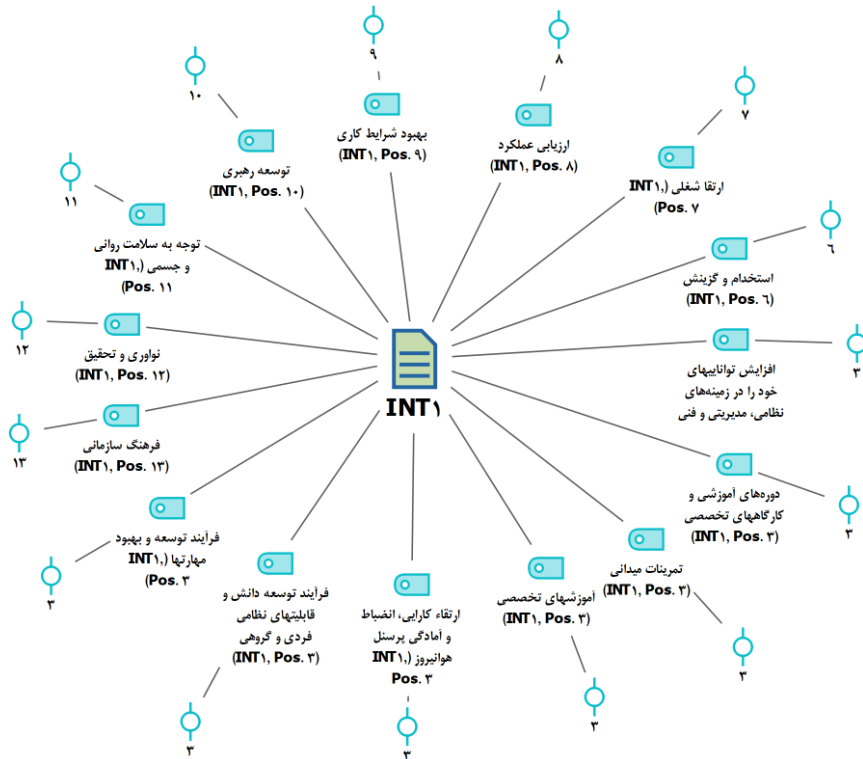 ۹
۸
۱۰
۷
بهبود شرایط کاری
(INT۱, Pos. ۹)
ارزیابی عملکرد
(INT۱, Pos. ۸)
توسعه رهبری
(INT۱, Pos. ۱۰)
ارتقا شغلی (INT۱,
Pos. ۷)
۱۱
توجه به سلامت روانی
و جسمی (INT۱,
Pos. ۱۱)
۶
استخدام و گزینش
(INT۱, Pos. ۶)
۱۲
نواوری و تحقیق
(INT۱, Pos. ۱۲)
۳
افزایش تواناییهای
خود را در زمینه‌های
نظامی، مدیریتی و فنی
INT۱
۱۳
فرهنگ سازمانی
(INT۱, Pos. ۱۳)
دوره‌های آموزشی و
کارگاههای تخصصی
(INT۱, Pos. ۳)
۳
فرآیند توسعه و بهبود
مهارتها (INT۱,
Pos. ۳)
۳
تمرینات میدانی
(INT۱, Pos. ۳)
۳
آموزشهای تخصصی
(INT۱, Pos. ۳)
۳
فرآیند توسعه دانش و
قابلیتهای نظامی
فردی و گروهی
(INT۱, Pos. ۳)
۳
ارتقاء کارایی، انضباط
و آمادگی پرسنل
هوانیروز (INT۱,
Pos. ۳
۳